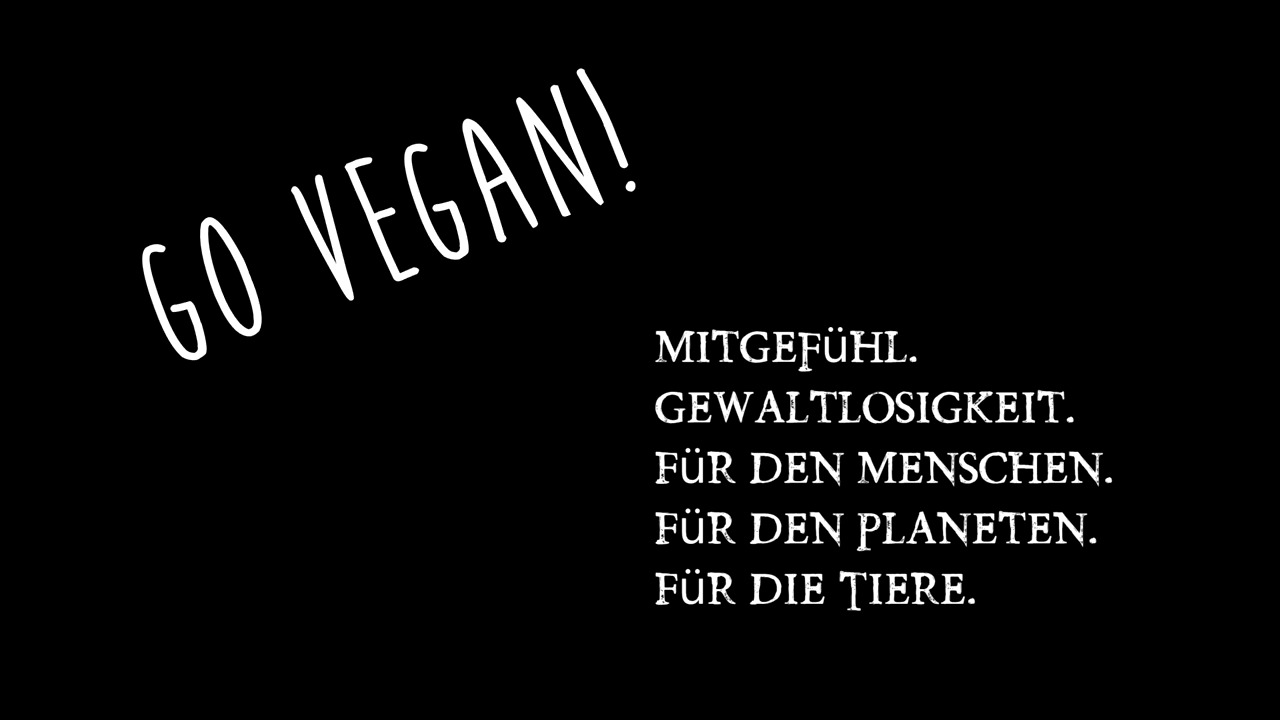 GO VEGAN!
MITGEFÜHL.
GEWALTLOSIGKEIT.
FÜR DEN MENSCHEN.
FÜR DEN PLANETEN.
FÜR DIE TIERE.